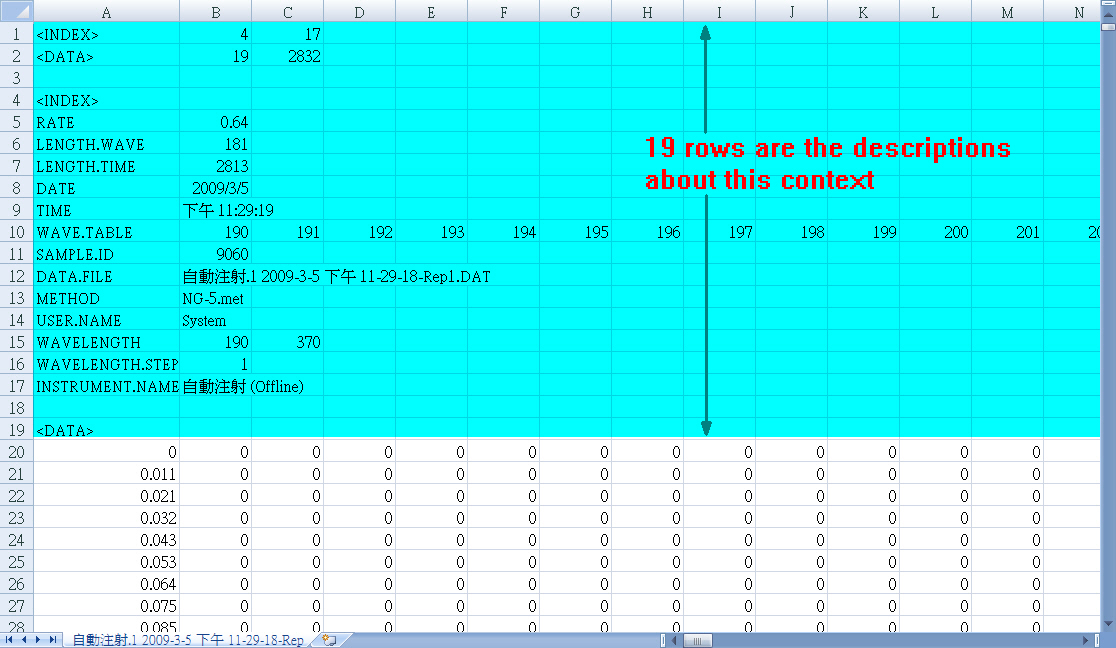 A B C D E F G H I J K L M N
1 <INDEX> 4 17
2 <DATA> 19 2832
3
4 <INDEX>
5 RATE 0.64
6 LENGTH.WAVE 181
7 LENGTH.TIME 2813
8 DATE 2009/3/5
9 TIME 下午 11:29:19
10 WAVE.TABLE 190 191 192 193 194 195 196 197 198 199 200 201
11 SAMPLE.ID 9060
12 DATA.FILE 自動注射.1 2009-3-5 下午 11-29-18-Rep1.DAT
13 METHOD NG-5.met
14 USER.NAME System
15 WAVELENGTH 190 370
16 WAVELENGTH.STEP 1
17 INSTRUMENT.NAME 自動注射 (Offline)
18
19 <DATA>
19 rows are the descriptions
about this context
20 0 0 0 0 0 0 0 0 0 0 0 0 0
21 0.011 0 0 0 0 0 0 0 0 0 0 0 0
22 0.021 0 0 0 0 0 0 0 0 0 0 0 0
23 0.032 0 0 0 0 0 0 0 0 0 0 0 0
24 0.043 0 0 0 0 0 0 0 0 0 0 0 0
25 0.053 0 0 0 0 0 0 0 0 0 0 0 0
26 0.064 0 0 0 0 0 0 0 0 0 0 0 0
27 0.075 0 0 0 0 0 0 0 0 0 0 0 0
28 0.085 0 0 0 0 0 0 0 0 0 0 0 0
自動注射.1 2009-3-5 下午 11-29-18-Rep